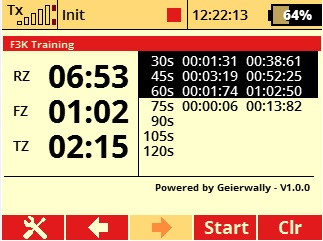 Tx Init 12:22:13 64%
F3K Training
RZ 06:53
FZ 01:02
TZ 02:15
30s 00:01:31 00:38:61
45s 00:03:19 00:52:25
60s 00:01:74 01:02:50
75s 00:00:06 00:13:82
90s
105s
120s
Powered by Geierwally - V1.0.0
Start Clr